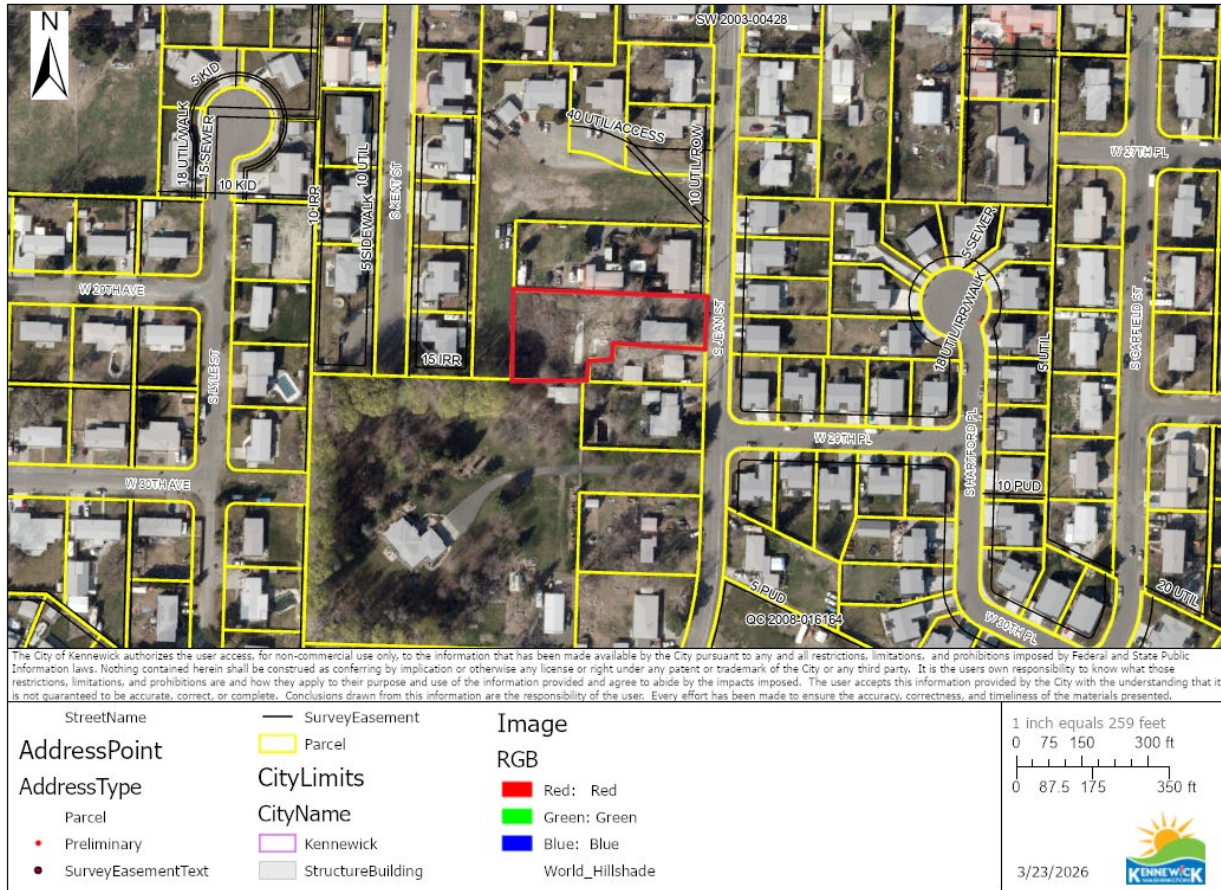 SW 2003-00428
N
5 KID
18 UTIL/WALK
15 SEWER
10 KID
10 IRR
5 SIDEWALK
10 UTIL
S KENT ST
40 UTIL/ACCESS
10 UTIL/ROW
W 27TH PL
5 SEWER
W 29TH AVE
S LYLE ST
15 IRR
S JEAN ST
18 UTIL/IRR/WALK
5 UTIL
S GARFIELD ST
W 29TH PL
S HARTFORD PL
W 30TH AVE
10 PUD
5 PUD
QC 2008-016164
W 30TH PL
20 UTIL
The City of Kennewick authorizes the user access, for non-commercial use only, to the information that has been made available by the City pursuant to any and all restrictions, limitations, and prohibitions imposed by Federal and State Public
Information laws. Nothing contained herein shall be construed as conferring by implication or otherwise any license or right under any patent or trademark of the City or any third party. It is the users own responsibility to know what those
restrictions, limitations, and prohibitions are and how they apply to their purpose and use of the information provided and agree to abide by the impacts imposed. The user accepts this information provided by the City with the understanding that it
is not guaranteed to be accurate, correct, or complete. Conclusions drawn from this information are the responsibility of the user. Every effort has been made to ensure the accuracy, correctness, and timeliness of the materials presented.
StreetName
AddressPoint
AddressType
Parcel
Preliminary
SurveyEasementText
SurveyEasement
Parcel
CityLimits
CityName
Kennewick
StructureBuilding
Image
RGB
Red: Red
Green: Green
Blue: Blue
World_Hillshade
1 inch equals 259 feet
0 75 150 300 ft
0 87.5 175 350 ft
3/23/2026
KENNEWICK
WASHINGTON